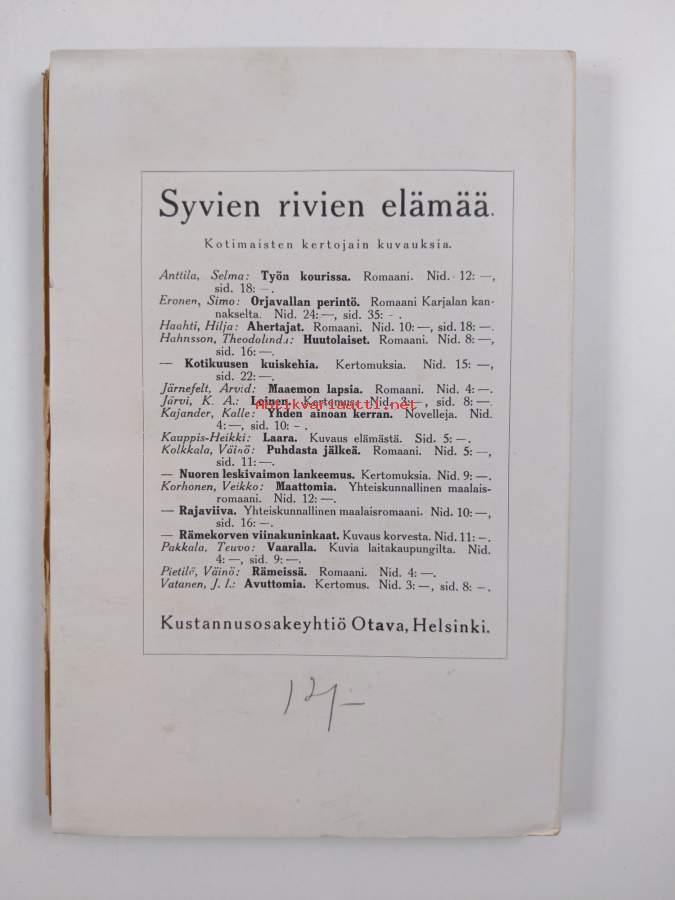 Syvien rivien elämää.
Kotimaisten kertojain kuvauksia.
Anttila, Selma: Työn kourissa. Romaani. Nid. 12: —,
sid. 18: —.
Eronen, Simo: Orjavallan perintö. Romaani Karjalan kan-
nakselta. Nid. 24: —, sid. 35: - .
Haahti, Hilja: Ahertajat. Romaani. Nid. 10: —, sid. 18: —.
Hahnsson, Theodolinda: Huutolaiset. Romaani. Nid. 8: —,
sid. 16: —.
— Kotikuusen kuiskehia. Kertomuksia. Nid. 15: —,
sid. 22: —.
Järnefelt, Arvid: Maaemon lapsia. Romaani. Nid. 4: —.
Järvi, K. A.: Loinen. Kertomus. Nid. 3: —, sid. 8: —.
Antikvariaatti.net
Kajander, Kalle: Yhden ainoan kerran. Novelleja. Nid.
4: —, sid. 10: - .
Kauppis-Heikki: Laara. Kuvaus elämästä. Sid. 5: —.
Kolkkala, Väinö: Puhdasta jälkeä. Romaani. Nid. 5: —,
sid. 11: —.
— Nuoren leskivaimon lankeemus. Kertomuksia. Nid. 9: —.
Korhonen, Veikko: Maattomia. Yhteiskunnallinen maalais-
romaani. Nid. 12: —.
— Rajaviiva. Yhteiskunnallinen maalaisromaani. Nid. 10: —,
sid. 16: —.
— Rämekorven viinakuninkaat. Kuvaus korvesta. Nid. 11: -.
Pakkala, Teuvo: Vaaralla. Kuvia laitakaupungilta. Nid.
4: —, sid. 9: —.
Pietilä, Väinö: Rämeissä. Romaani. Nid. 4: —.
Vatanen, J. I.: Avuttomia. Kertomus. Nid. 3: —, sid. 8: - .
Kustannusosakeyhtiö Otava, Helsinki.
12/-